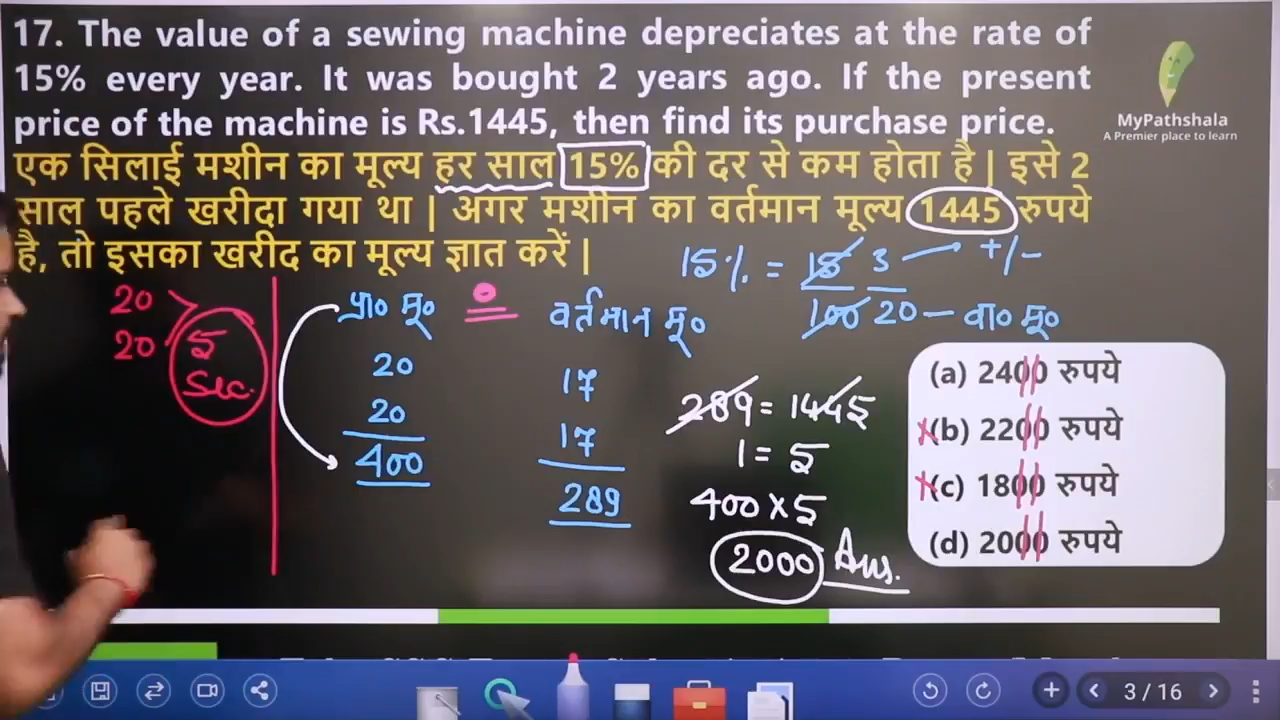 17. The value of a sewing machine depreciates at the rate of
15% every year. It was bought 2 years ago. If the present
price of the machine is Rs.1445, then find its purchase price.
एक सिलाई मशीन का मूल्य हर साल 15% की दर से कम होता है | इसे 2
साल पहले खरीदा गया था | अगर मशीन का वर्तमान मूल्य 1445 रुपये
है, तो इसका खरीद का मूल्य ज्ञात करें |
MyPathshala
A Premier place to learn
15% = 15 3 +/-
100 20 – वा० मू०
20
20
5
Sec.
प्रा० मू०
20
20
400
वर्तमान मू०
17
17
289
289 = 1445
1 = 5
400 x 5
2000 Ans.
(a) 2400 रुपये
(b) 2200 रुपये
(c) 1800 रुपये
(d) 2000 रुपये
3 / 16